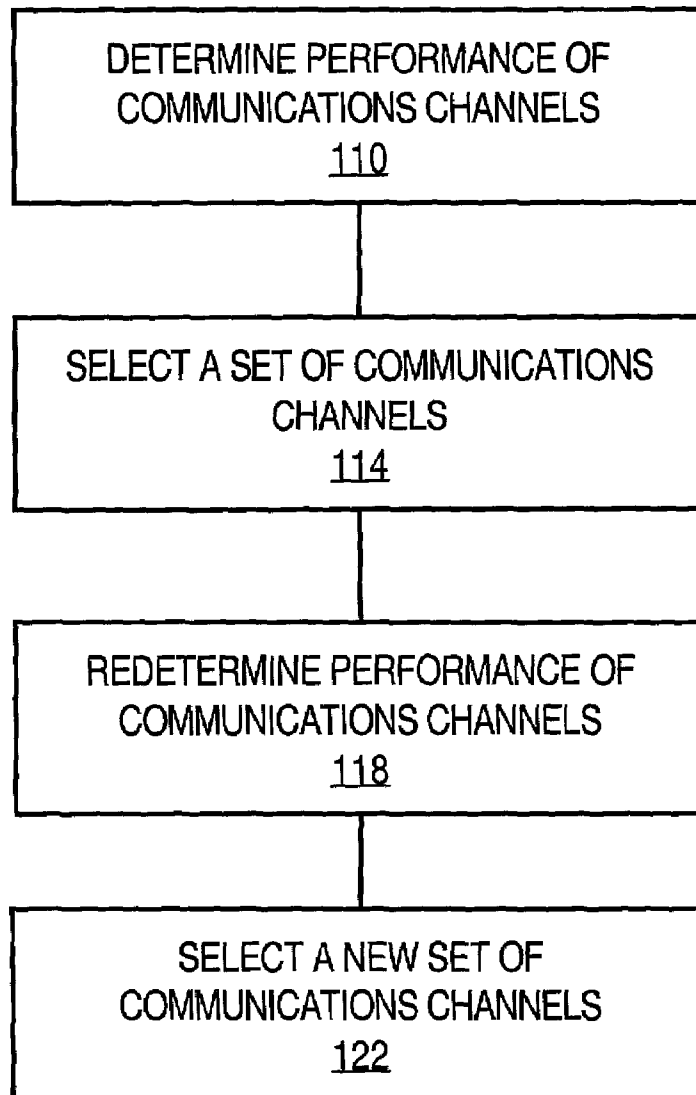 DETERMINE PERFORMANCE OF
COMMUNICATIONS CHANNELS
110
SELECT A SET OF COMMUNICATIONS
CHANNELS
114
REDETERMINE PERFORMANCE OF
COMMUNICATIONS CHANNELS
118
SELECT A NEW SET OF
COMMUNICATIONS CHANNELS
122